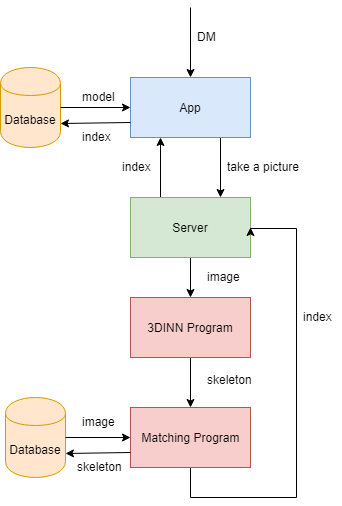 DM
model
App
Database
index
index
take a picture
Server
image
index
3DINN Program
skeleton
image
Matching Program
Database
skeleton